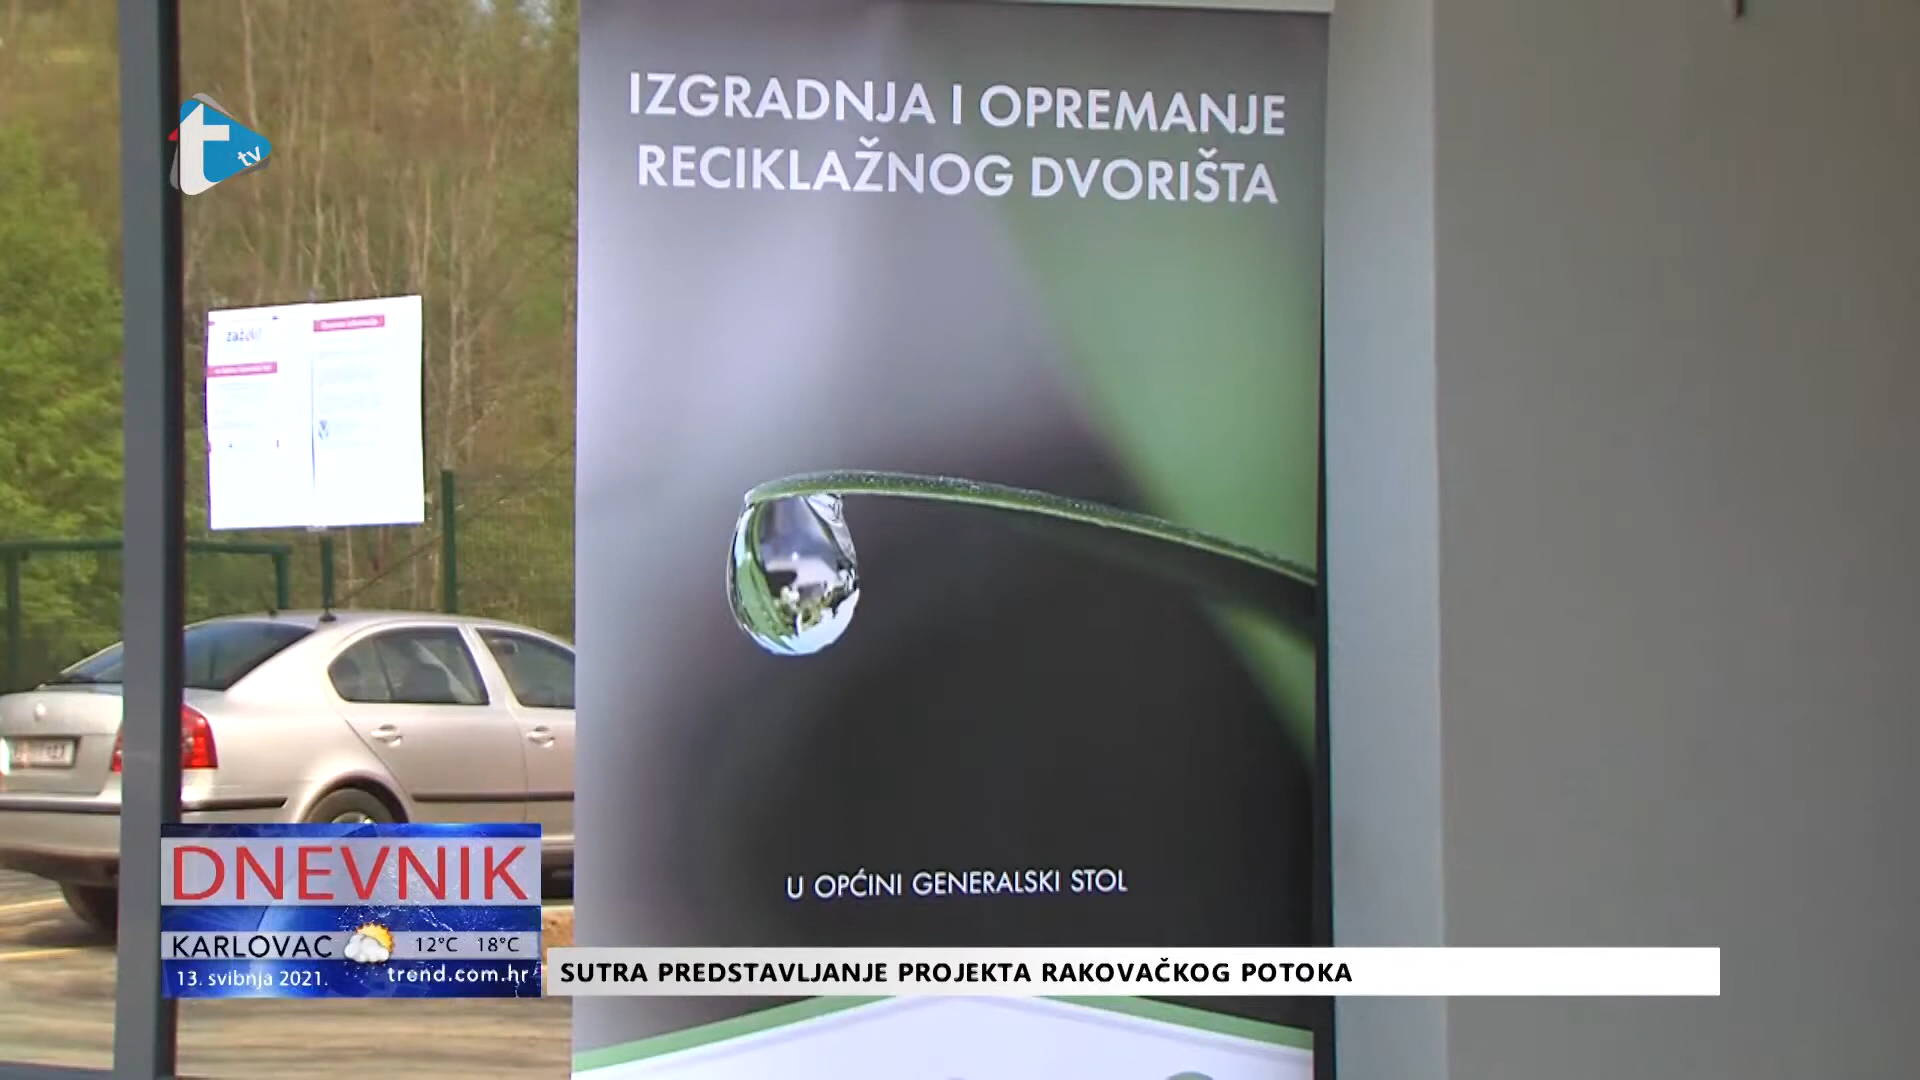 IZGRADNJA I OPREMANJE
RECIKLAŽNOG DVORIŠTA
t tv
U OPĆINI GENERALSKI STOL
DNEVNIK
KARLOVAC 12°C 18°C
13. svibnja 2021. trend.com.hr
SUTRA PREDSTAVLJANJE PROJEKTA RAKOVAČKOG POTOKA